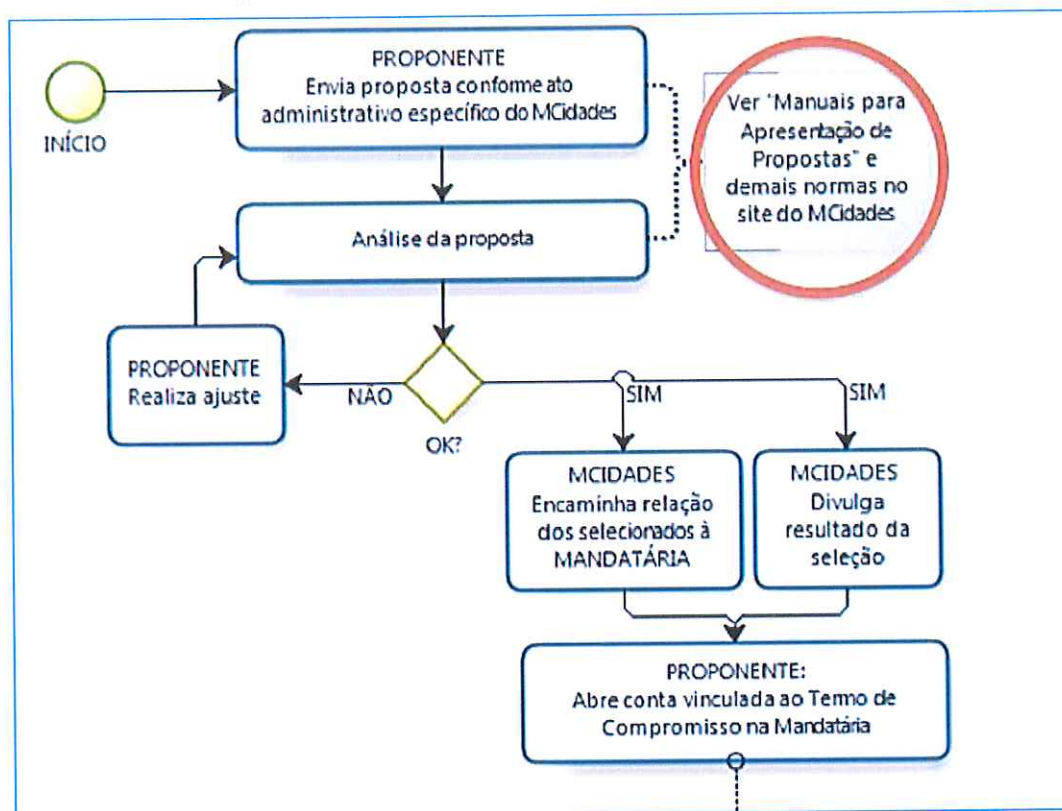 PROPONENTE
Envia proposta conforme ato
administrativo específico do MCidades
INÍCIO
Ver "Manuais para
Apresentação de
Propostas" e
demais normas no
site do MCidades
Análise da proposta
PROPONENTE
Realiza ajuste
NÃO
OK?
SIM
SIM
MCIDADES
Encaminha relação
dos selecionados à
MANDATÁRIA
MCIDADES
Divulga
resultado da
seleção
PROPONENTE:
Abre conta vinculada ao Termo de
Compromisso na Mandatária